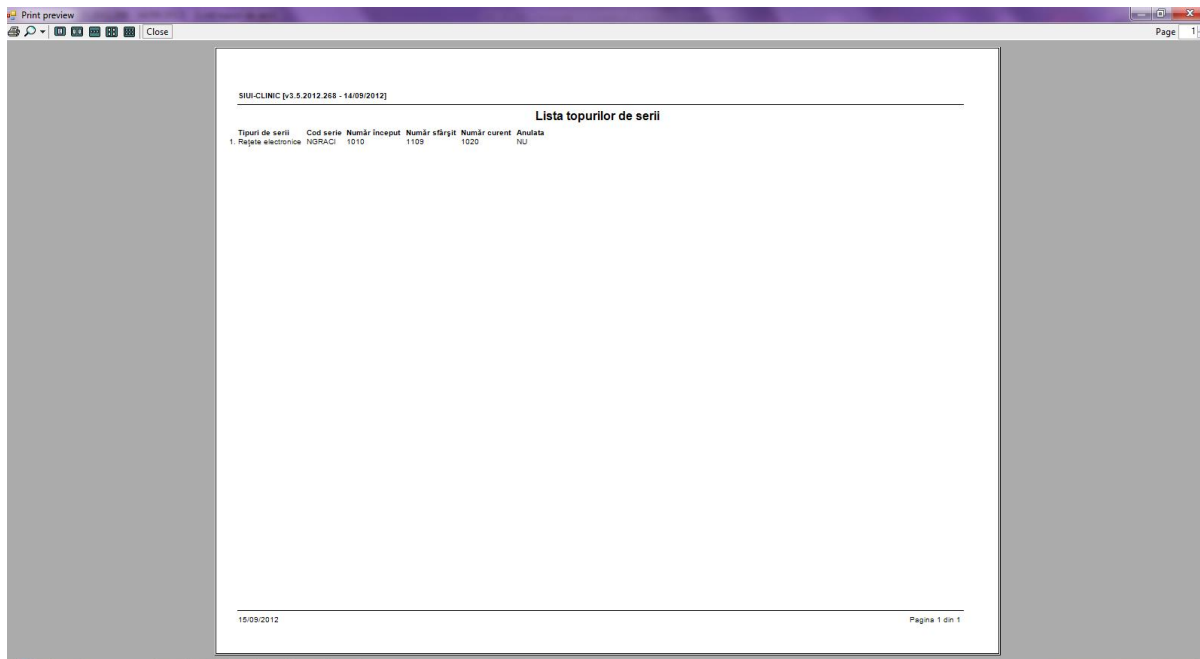 Print preview
Close
Page 1
SIUI-CLINIC [v3.5.2012.268 - 14/09/2012]
Lista topurilor de serii
Tipuri de serii Cod serie Număr început Număr sfârşit Număr curent Anulata
1. Reţete electronice NGRACI 1010 1109 1020 NU
15/09/2012 Pagina 1 din 1